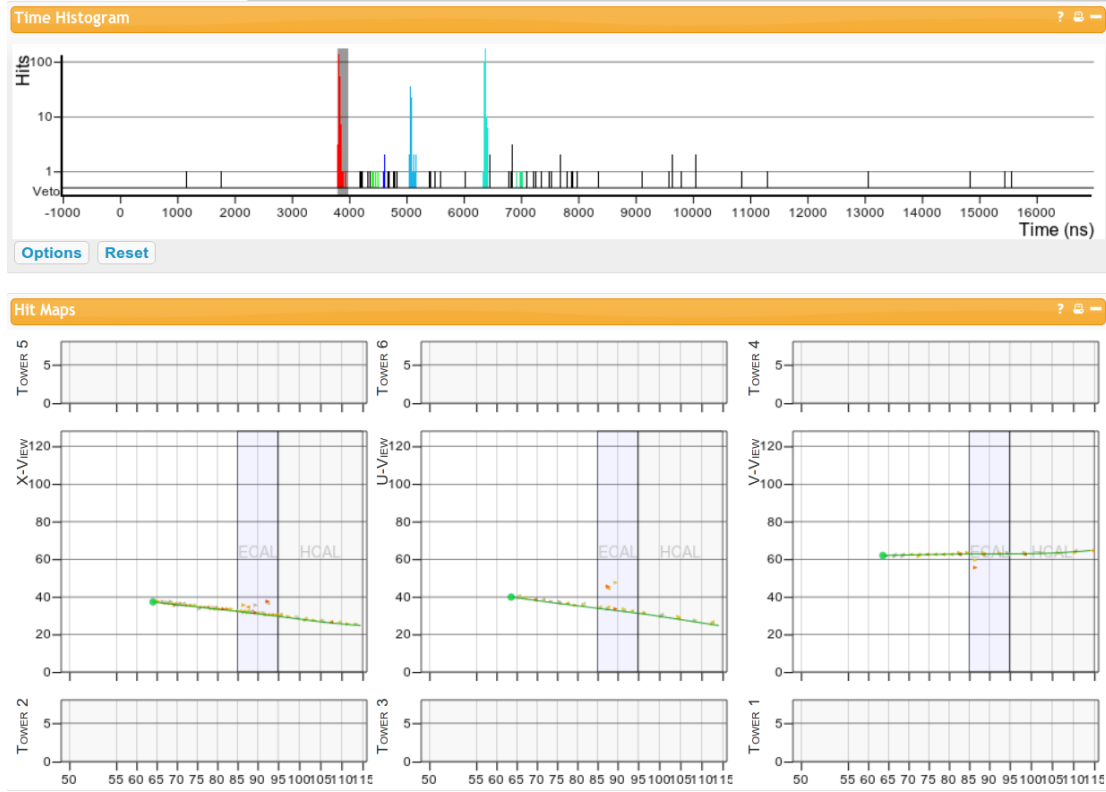 Time Histogram ? –
Hits
100
10
1
Veto
-1000 0 1000 2000 3000 4000 5000 6000 7000 8000 9000 10000 11000 12000 13000 14000 15000 16000
Time (ns)
Options Reset
Hit Maps ? –
TOWER 5 5 0
TOWER 6 5 0
TOWER 4 5 0
X-VIEW 120 100 80 60 40 20 0 ECAL HCAL
U-VIEW 120 100 80 60 40 20 0 ECAL HCAL
V-VIEW 120 100 80 60 40 20 0 ECAL HCAL
TOWER 2 5 0
TOWER 3 5 0
TOWER 1 5 0
50 55 60 65 70 75 80 85 90 95 100 105 110 115
50 55 60 65 70 75 80 85 90 95 100 105 110 115
50 55 60 65 70 75 80 85 90 95 100 105 110 115